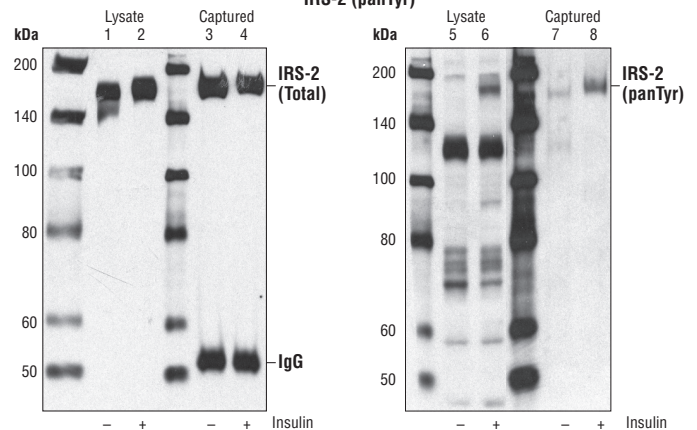 IRS-2 (panTyr)
Lysate Captured
kDa 1 2 3 4
200
140
100
80
60
50
IRS-2
(Total)
IgG
– + – + Insulin
Lysate Captured
kDa 5 6 7 8
200
140
100
80
60
50
IRS-2
(panTyr)
– + – + Insulin